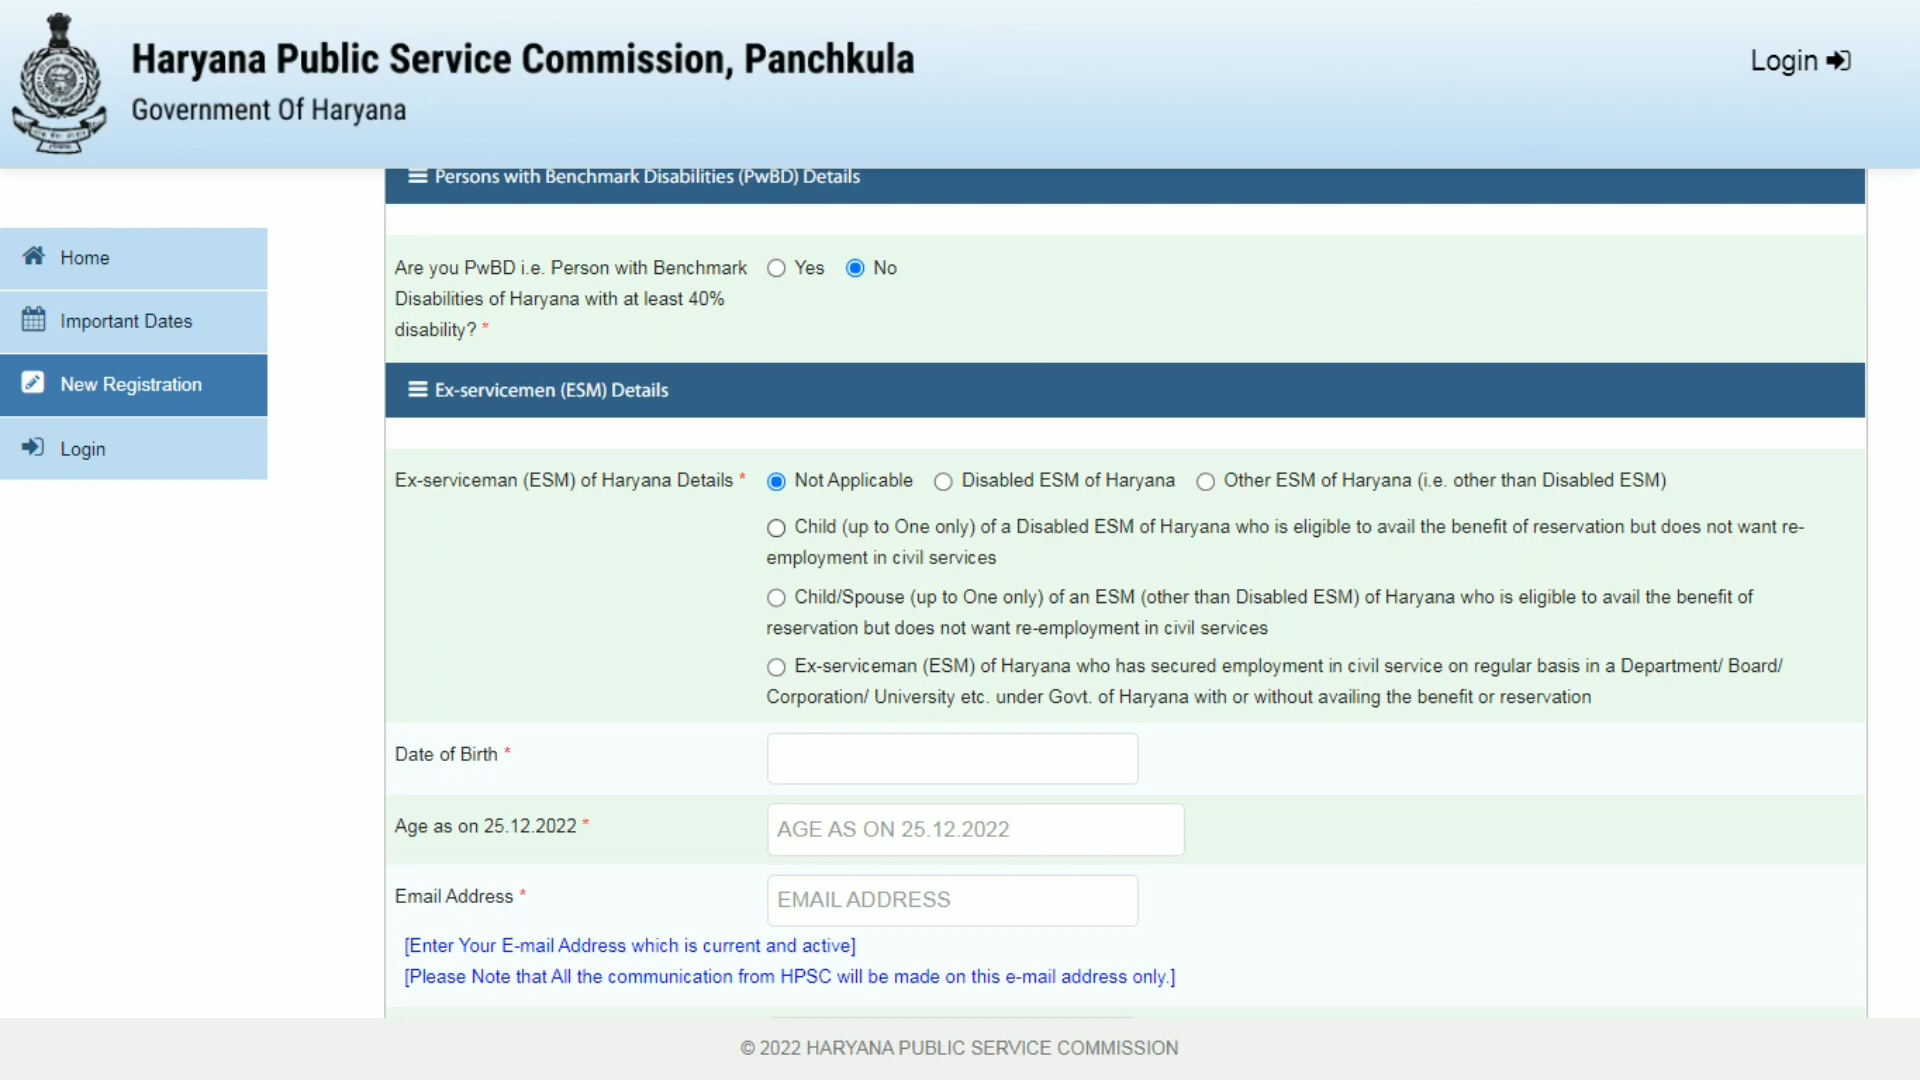 Haryana Public Service Commission, Panchkula
Government Of Haryana
Login
Home
Important Dates
New Registration
Login
Persons with Benchmark Disabilities (PwBD) Details
Are you PwBD i.e. Person with Benchmark
Disabilities of Haryana with at least 40%
disability? *
Yes No
Ex-servicemen (ESM) Details
Ex-serviceman (ESM) of Haryana Details *
Not Applicable Disabled ESM of Haryana Other ESM of Haryana (i.e. other than Disabled ESM)
Child (up to One only) of a Disabled ESM of Haryana who is eligible to avail the benefit of reservation but does not want re-
employment in civil services
Child/Spouse (up to One only) of an ESM (other than Disabled ESM) of Haryana who is eligible to avail the benefit of
reservation but does not want re-employment in civil services
Ex-serviceman (ESM) of Haryana who has secured employment in civil service on regular basis in a Department/ Board/
Corporation/ University etc. under Govt. of Haryana with or without availing the benefit or reservation
Date of Birth *
Age as on 25.12.2022 *
AGE AS ON 25.12.2022
Email Address *
EMAIL ADDRESS
[Enter Your E-mail Address which is current and active]
[Please Note that All the communication from HPSC will be made on this e-mail address only.]
© 2022 HARYANA PUBLIC SERVICE COMMISSION